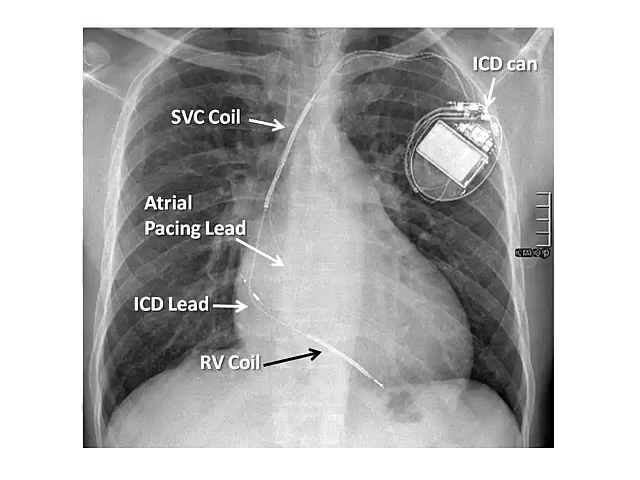 ICD can
SVC Coil
Atrial
Pacing Lead
ICD Lead
RV Coil